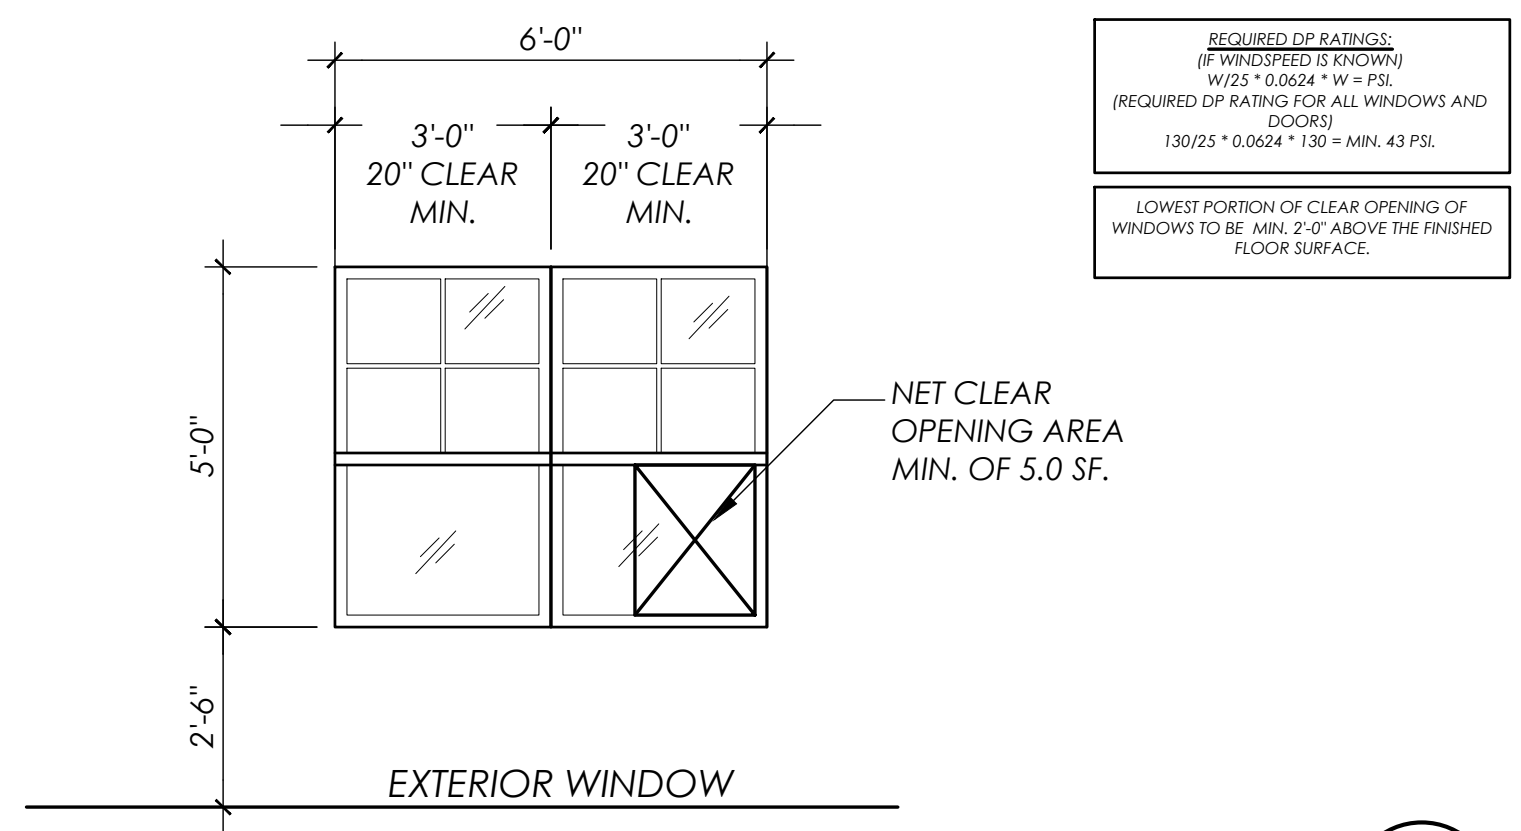 6'-0"
REQUIRED DP RATINGS:
(IF WINDSPEED IS KNOWN)
W/25 * 0.0624 * W = PSI.
(REQUIRED DP RATING FOR ALL WINDOWS AND
DOORS)
130/25 * 0.0624 * 130 = MIN. 43 PSI.
3'-0"
20" CLEAR
MIN.
3'-0"
20" CLEAR
MIN.
LOWEST PORTION OF CLEAR OPENING OF
WINDOWS TO BE MIN. 2'-0" ABOVE THE FINISHED
FLOOR SURFACE.
5'-0"
NET CLEAR
OPENING AREA
MIN. OF 5.0 SF.
2'-6"
EXTERIOR WINDOW